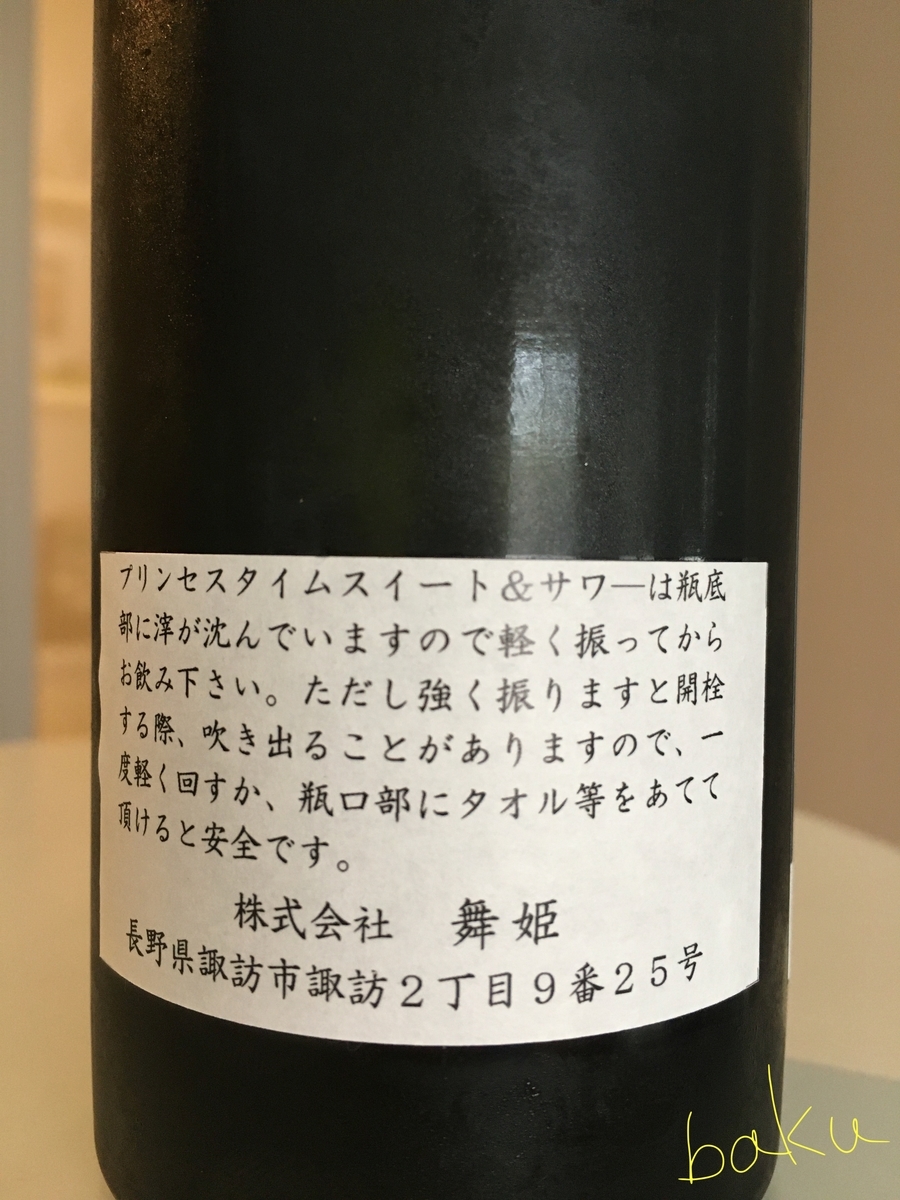 プリンセスタイムスイート&サワーは瓶底
部に滓が沈んでいますので軽く振ってから
お飲み下さい。ただし強く振りますと開栓
する際、吹き出ることがありますので、一
度軽く回すか、瓶口部にタオル等をあてて
頂けると安全です。
株式会社 舞姫
長野県諏訪市諏訪2丁目9番25号
baku